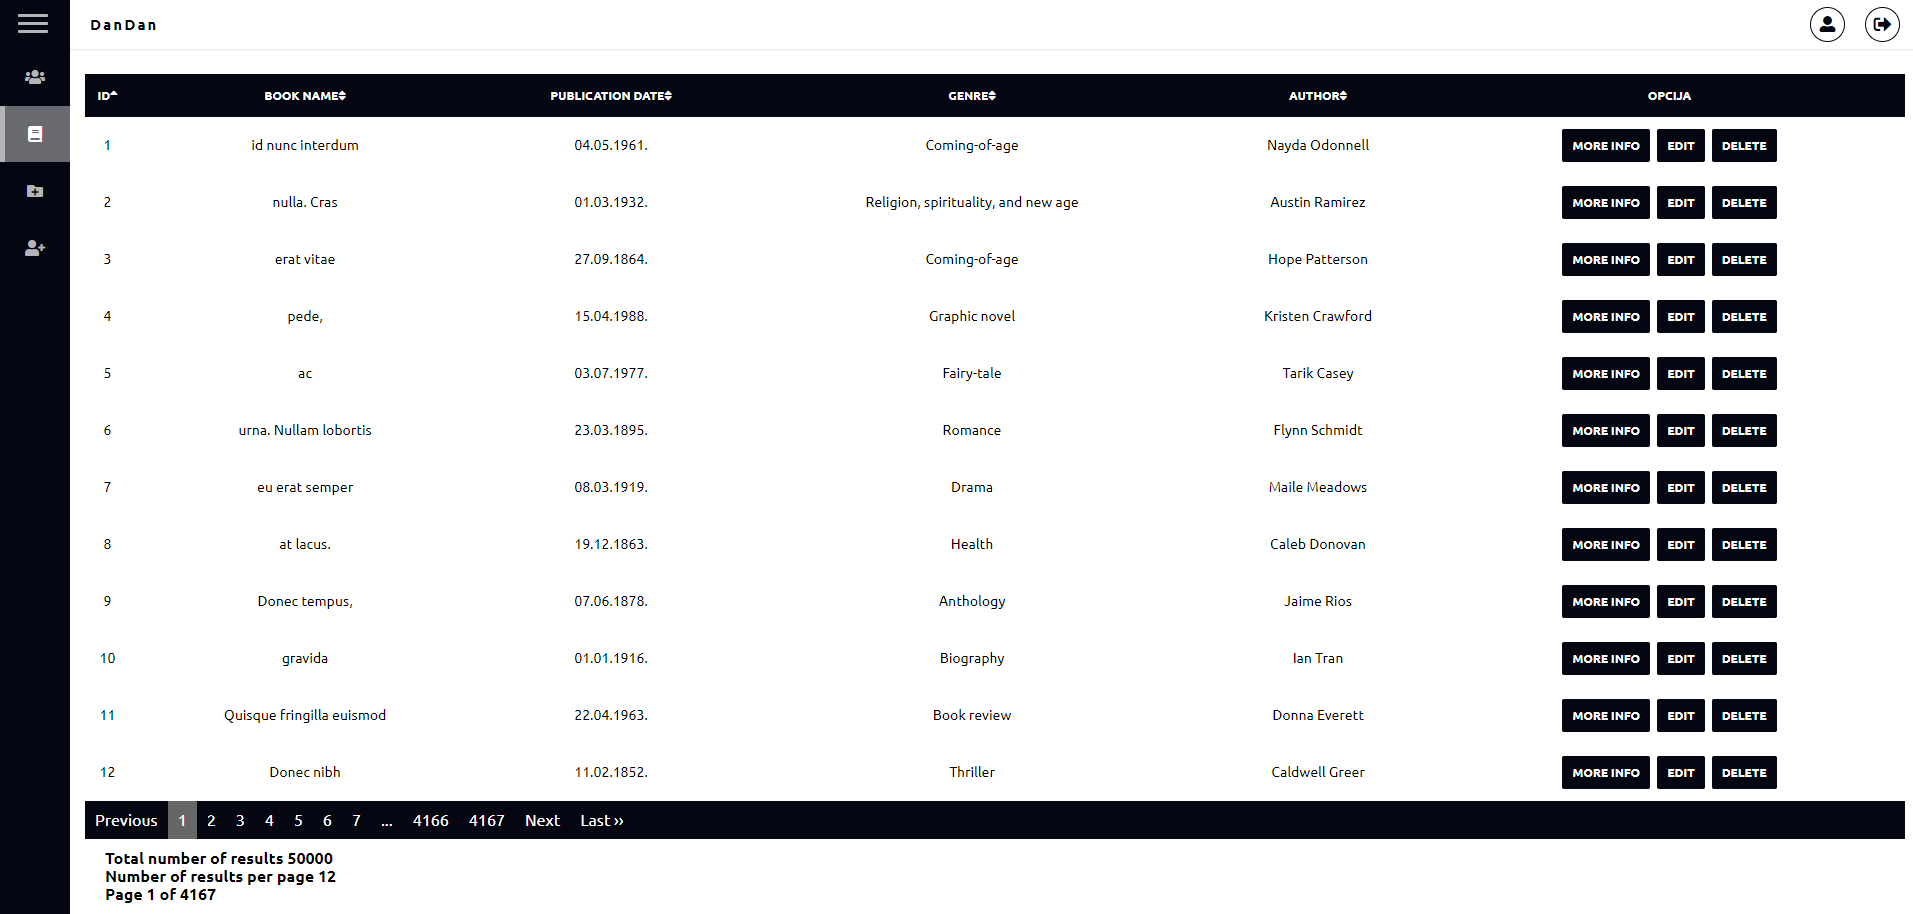 DanDan
ID BOOK NAME PUBLICATION DATE GENRE AUTHOR OPCIJA
1 id nunc interdum 04.05.1961. Coming-of-age Nayda Odonnell MORE INFO EDIT DELETE
2 nulla. Cras 01.03.1932. Religion, spirituality, and new age Austin Ramirez MORE INFO EDIT DELETE
3 erat vitae 27.09.1864. Coming-of-age Hope Patterson MORE INFO EDIT DELETE
4 pede, 15.04.1988. Graphic novel Kristen Crawford MORE INFO EDIT DELETE
5 ac 03.07.1977. Fairy-tale Tarik Casey MORE INFO EDIT DELETE
6 urna. Nullam lobortis 23.03.1895. Romance Flynn Schmidt MORE INFO EDIT DELETE
7 eu erat semper 08.03.1919. Drama Maile Meadows MORE INFO EDIT DELETE
8 at lacus. 19.12.1863. Health Caleb Donovan MORE INFO EDIT DELETE
9 Donec tempus, 07.06.1878. Anthology Jaime Rios MORE INFO EDIT DELETE
10 gravida 01.01.1916. Biography Ian Tran MORE INFO EDIT DELETE
11 Quisque fringilla euismod 22.04.1963. Book review Donna Everett MORE INFO EDIT DELETE
12 Donec nibh 11.02.1852. Thriller Caldwell Greer MORE INFO EDIT DELETE
Previous 1 2 3 4 5 6 7 ... 4166 4167 Next Last ››
Total number of results 50000
Number of results per page 12
Page 1 of 4167